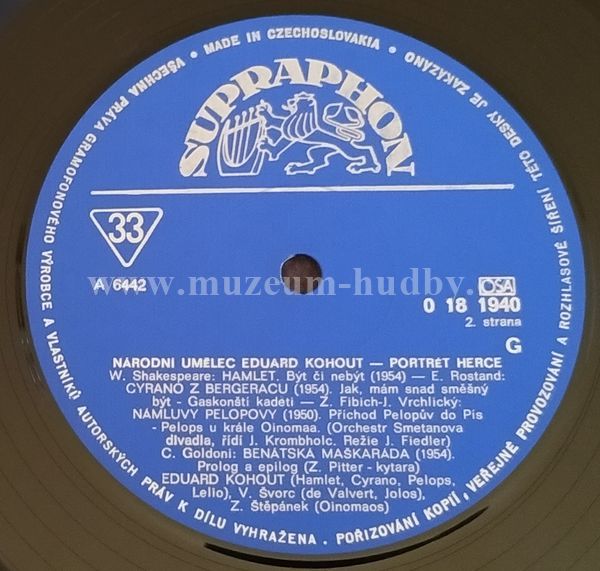 VŠECHNA PRÁVA GRAMOFONOVÉHO VÝROBCE A VLASTNÍKŮ AUTORSKÝCH PRÁV K DÍLU VYHRAŽENA . POŘIZOVÁNÍ KOPIÍ, VEŘEJNÉ PROVOZOVÁNÍ A ROZHLASOVÉ ŠÍŘENÍ TÉTO DESKY JE ZAKÁZÁNO
• MADE IN CZECHOSLOVAKIA •
SUPRAPHON
33
www.muzeum-hudby.
A 6442
OSA
0 18 1940
2. strana
G
NÁRODNÍ UMĚLEC EDUARD KOHOUT — PORTRÉT HERCE
W. Shakespeare: HAMLET. Být či nebýt (1954) — E. Rostand:
CYRANO Z BERGERACU (1954). Jak, mám snad směšný
být - Gaskonští kadeti — Z. Fibich-J. Vrchlický:
NÁMLUVY PELOPOVY (1950). Příchod Pelopův do Pis
- Pelops u krále Oinomaa. (Orchestr Smetanova
divadla, řídí J. Krombholc. Režie J. Fiedler)
C. Goldoni: BENÁTSKÁ MAŠKARÁDA (1954).
Prolog a epilog (Z. Pitter - kytara)
EDUARD KOHOUT (Hamlet, Cyrano, Pelops,
Lelio), V. Švorc (de Valvert, Jolos),
Z. Štěpánek (Oinomaos)